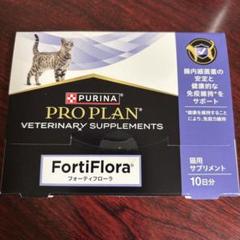 PURINA
PRO PLAN®
VETERINARY SUPPLEMENTS
FortiFlora®
フォーティフローラ
腸内細菌叢の
安定と
健康的な
免疫維持*を
サポート
*健康を維持することに
より、免疫力維持
猫用
サプリメント
10日分